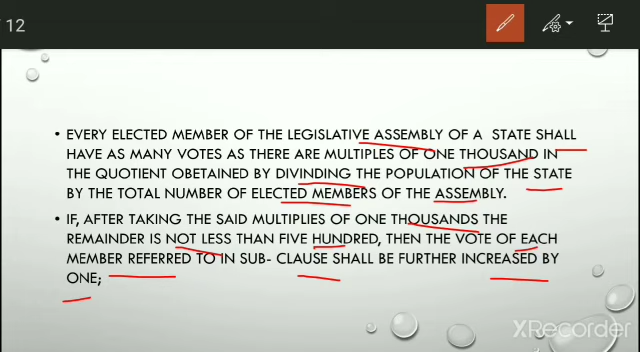 12
• EVERY ELECTED MEMBER OF THE LEGISLATIVE ASSEMBLY OF A STATE SHALL
HAVE AS MANY VOTES AS THERE ARE MULTIPLES OF ONE THOUSAND IN
THE QUOTIENT OBETAINED BY DIVINDING THE POPULATION OF THE STATE
BY THE TOTAL NUMBER OF ELECTED MEMBERS OF THE ASSEMBLY.
• IF, AFTER TAKING THE SAID MULTIPLES OF ONE THOUSANDS THE
REMAINDER IS NOT LESS THAN FIVE HUNDRED, THEN THE VOTE OF EACH
MEMBER REFERRED TO IN SUB- CLAUSE SHALL BE FURTHER INCREASED BY
ONE;
XRecorder